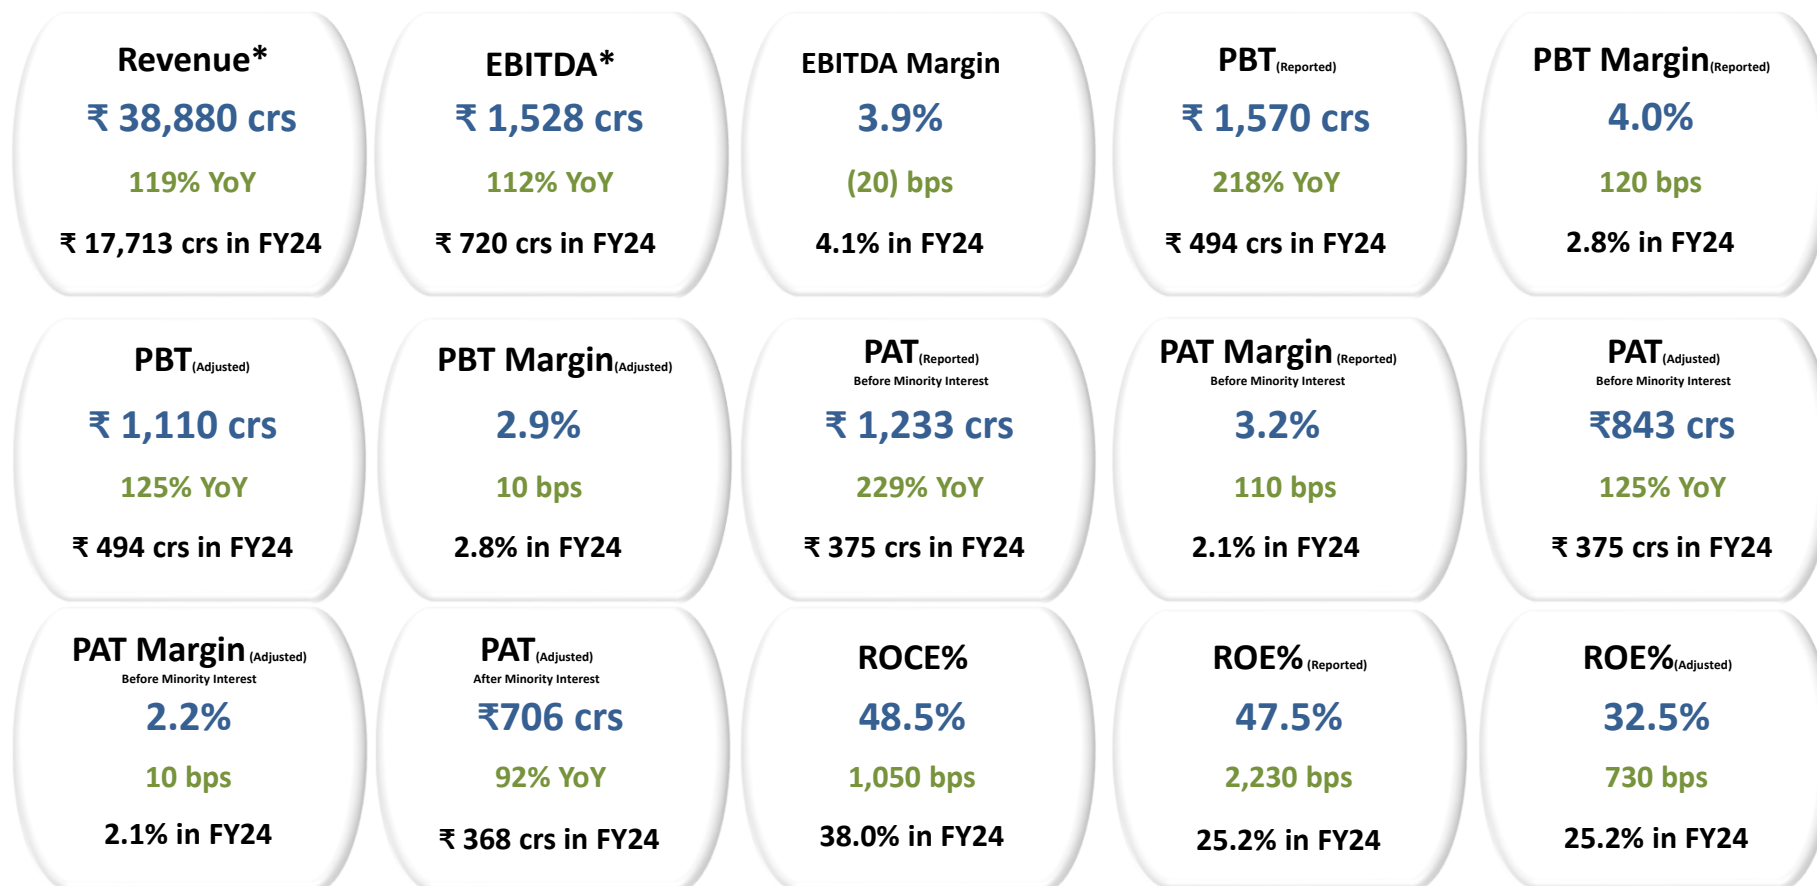 Revenue*
₹ 38,880 crs
119% YoY
₹ 17,713 crs in FY24
EBITDA*
₹ 1,528 crs
112% YoY
₹ 720 crs in FY24
EBITDA Margin
3.9%
(20) bps
4.1% in FY24
PBT(Reported)
₹ 1,570 crs
218% YoY
₹ 494 crs in FY24
PBT Margin(Reported)
4.0%
120 bps
2.8% in FY24
PBT(Adjusted)
₹ 1,110 crs
125% YoY
₹ 494 crs in FY24
PBT Margin(Adjusted)
2.9%
10 bps
2.8% in FY24
PAT(Reported)
Before Minority Interest
₹ 1,233 crs
229% YoY
₹ 375 crs in FY24
PAT Margin (Reported)
Before Minority Interest
3.2%
110 bps
2.1% in FY24
PAT(Adjusted)
Before Minority Interest
₹843 crs
125% YoY
₹ 375 crs in FY24
PAT Margin (Adjusted)
Before Minority Interest
2.2%
10 bps
2.1% in FY24
PAT(Adjusted)
After Minority Interest
₹706 crs
92% YoY
₹ 368 crs in FY24
ROCE%
48.5%
1,050 bps
38.0% in FY24
ROE% (Reported)
47.5%
2,230 bps
25.2% in FY24
ROE%(Adjusted)
32.5%
730 bps
25.2% in FY24